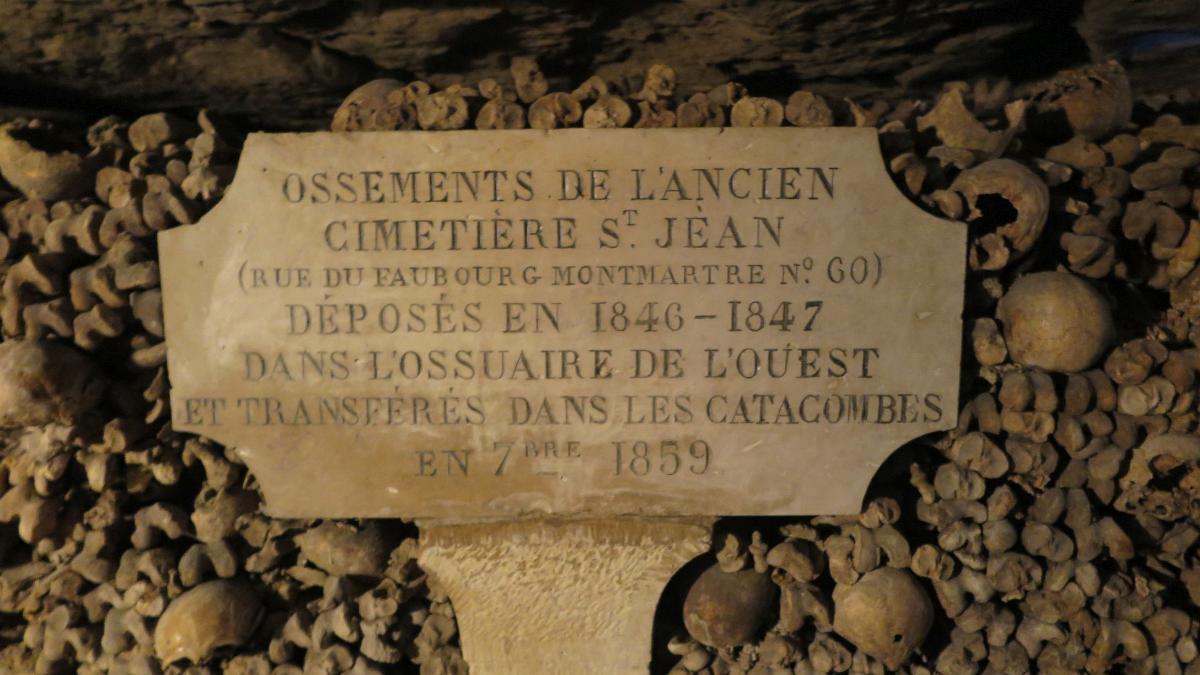 OSSEMENTS DE L'ANCIEN
CIMETIÈRE ST. JÈAN
(RUE DU FAUBOURG MONTMARTRE Nº. 60)
DÉPOSÉS EN 1846-1847
DANS L'OSSUAIRE DE L'OUEST
ET TRANSFÉRÉS DANS LES CATACOMBES
EN 7BRE 1859